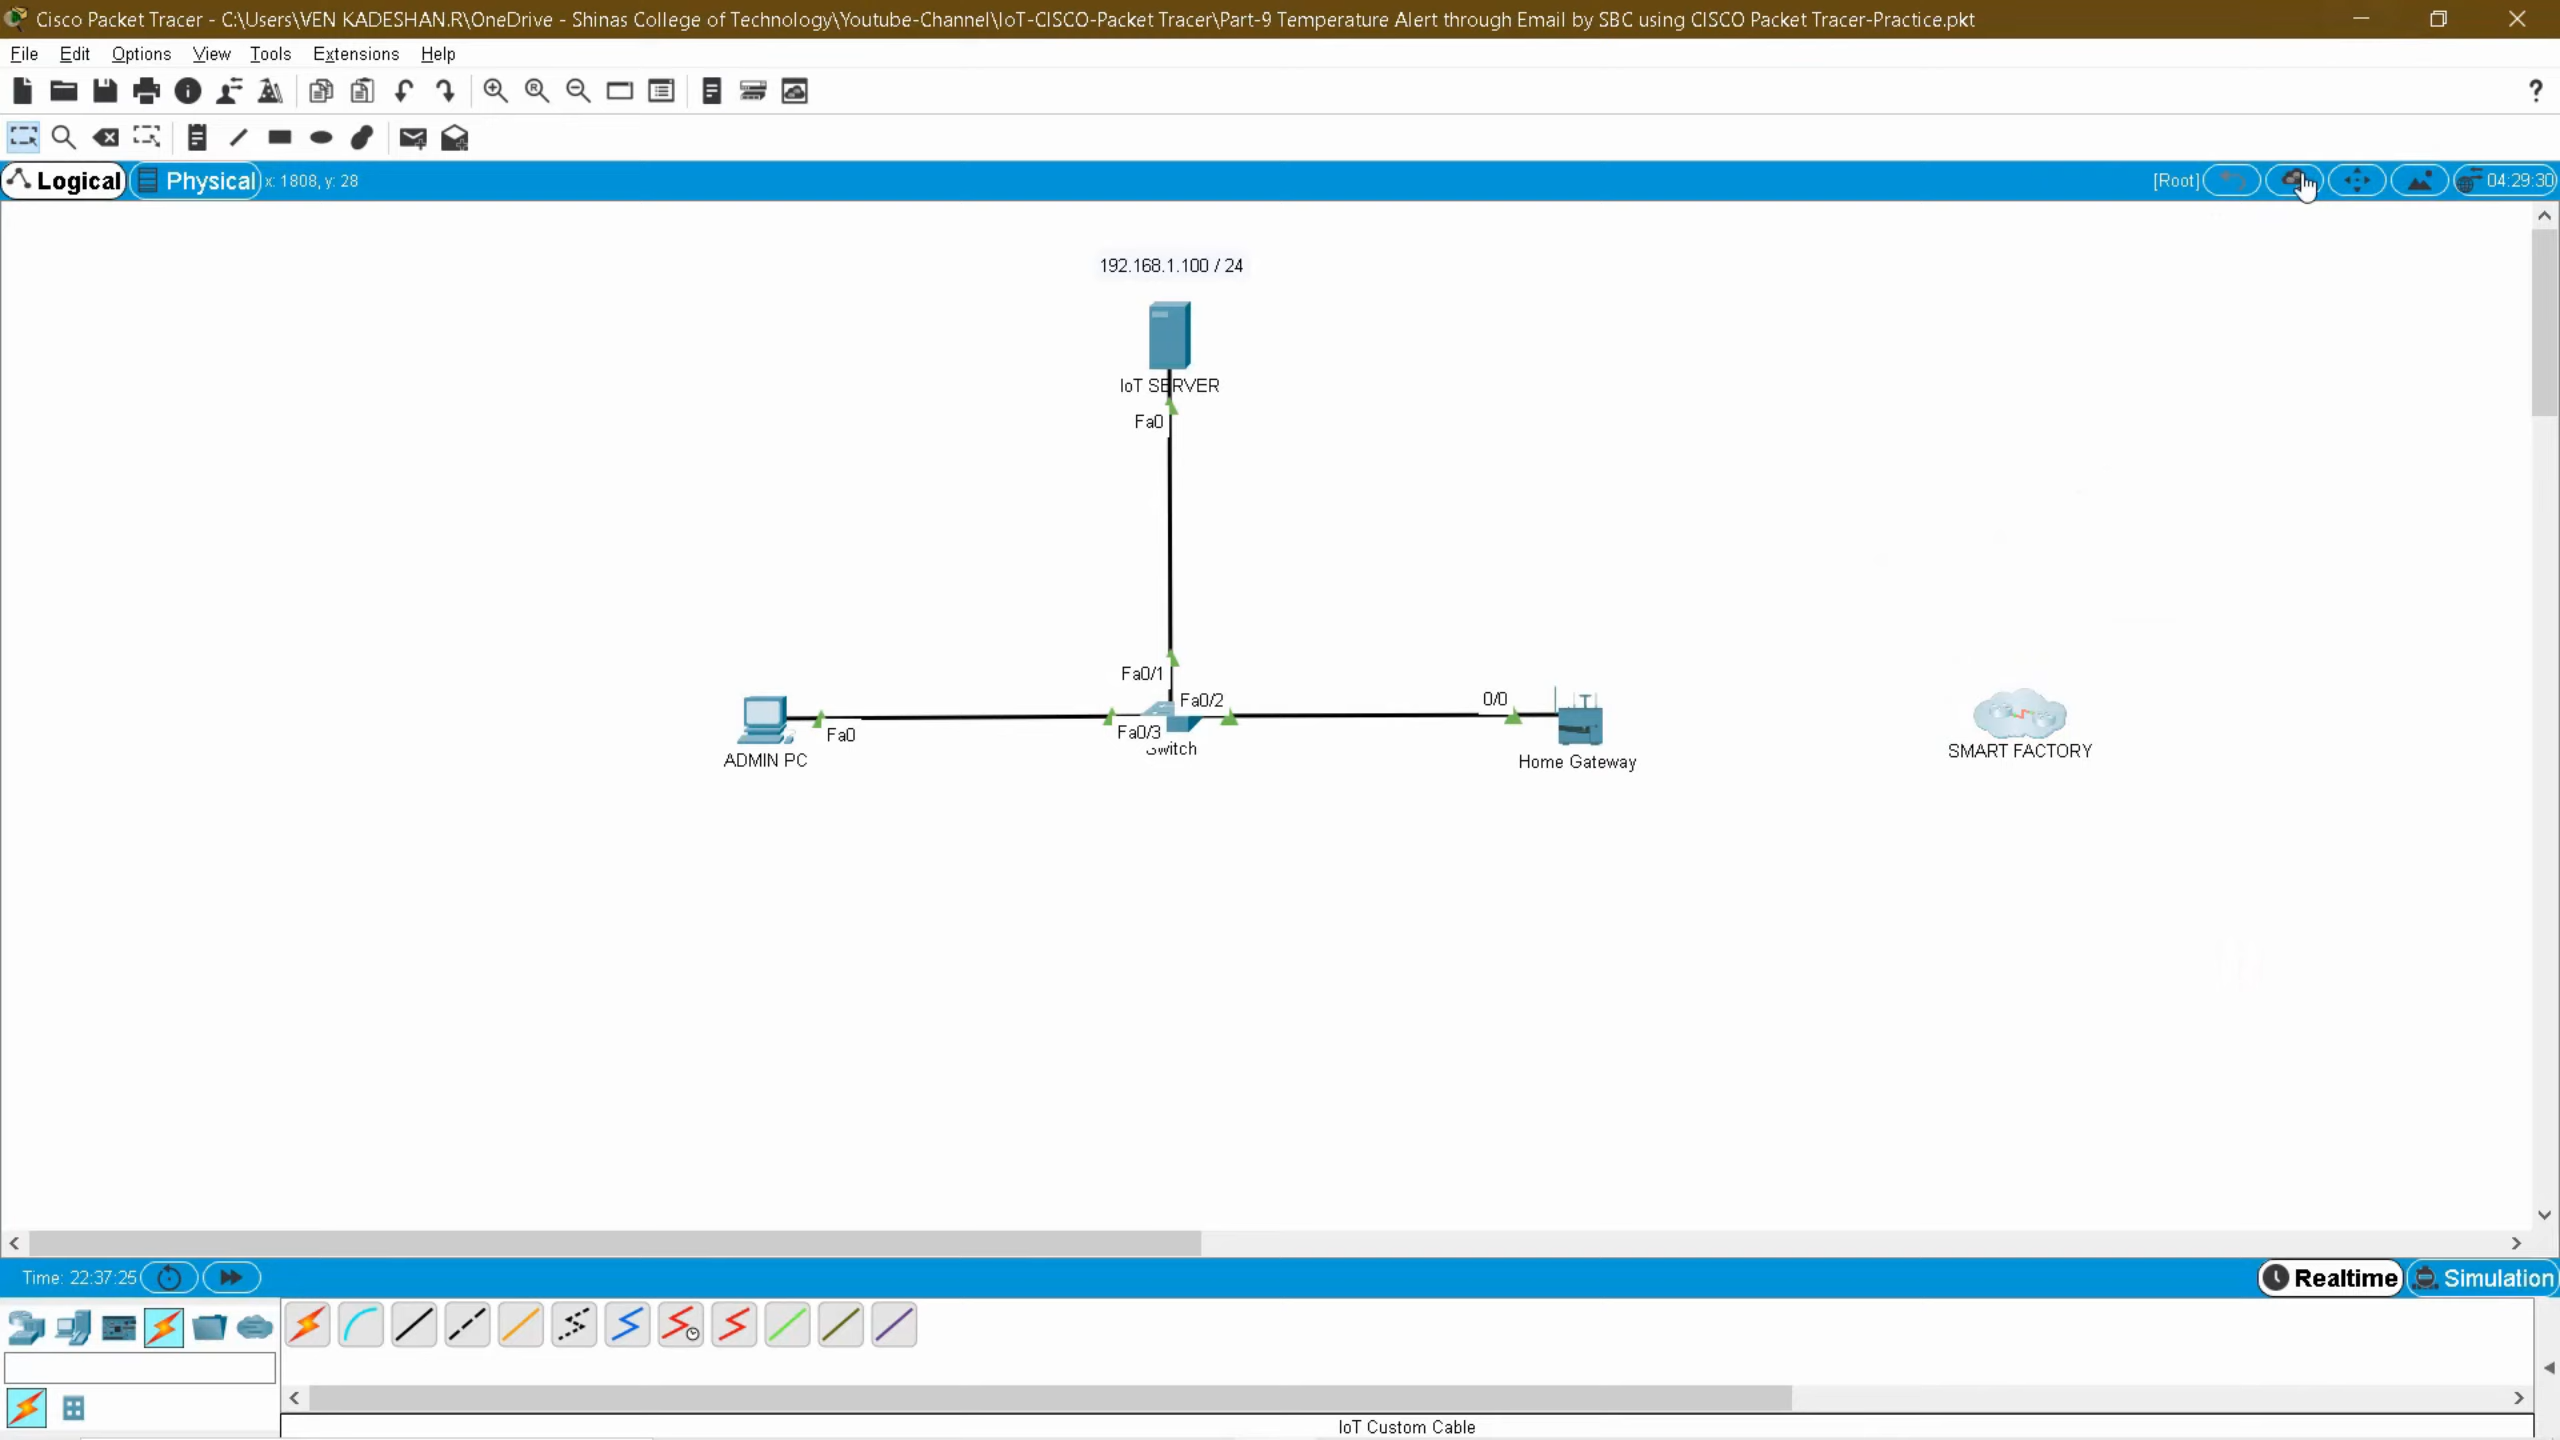 Cisco Packet Tracer - C:\Users\VEN KADESHAN.R\OneDrive - Shinas College of Technology\Youtube-Channel\IoT-CISCO-Packet Tracer\Part-9 Temperature Alert through Email by SBC using CISCO Packet Tracer-Practice.pkt
File Edit Options View Tools Extensions Help
?
Logical Physical x: 1808, y: 28 [Root] 04:29:30
192.168.1.100 / 24
IoT SERVER
Fa0
Fa0/1
Fa0/2
0/0
Fa0
Fa0/3
Switch
ADMIN PC
Home Gateway
SMART FACTORY
Time: 22:37:25
Realtime Simulation
IoT Custom Cable